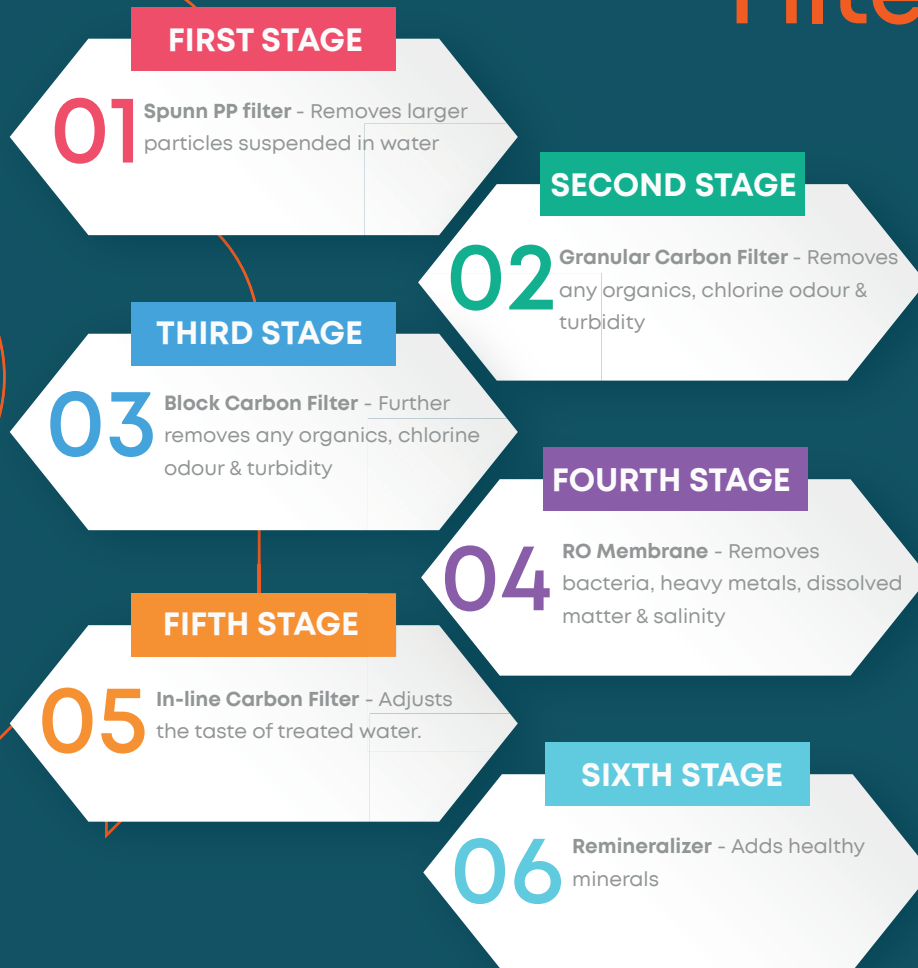 FIRST STAGE
01
Spunn PP filter - Removes larger
particles suspended in water
SECOND STAGE
02
Granular Carbon Filter - Removes
any organics, chlorine odour &
turbidity
THIRD STAGE
03
Block Carbon Filter - Further
removes any organics, chlorine
odour & turbidity
FOURTH STAGE
04
RO Membrane - Removes
bacteria, heavy metals, dissolved
matter & salinity
FIFTH STAGE
05
In-line Carbon Filter - Adjusts
the taste of treated water.
SIXTH STAGE
06
Remineralizer - Adds healthy
minerals